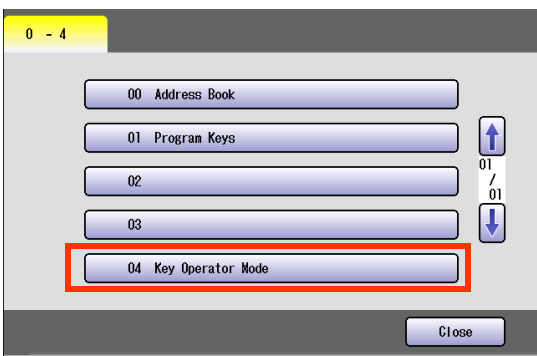 0 - 4
00 Address Book
01 Program Keys
02
03
04 Key Operator Mode
01
/
01
Close